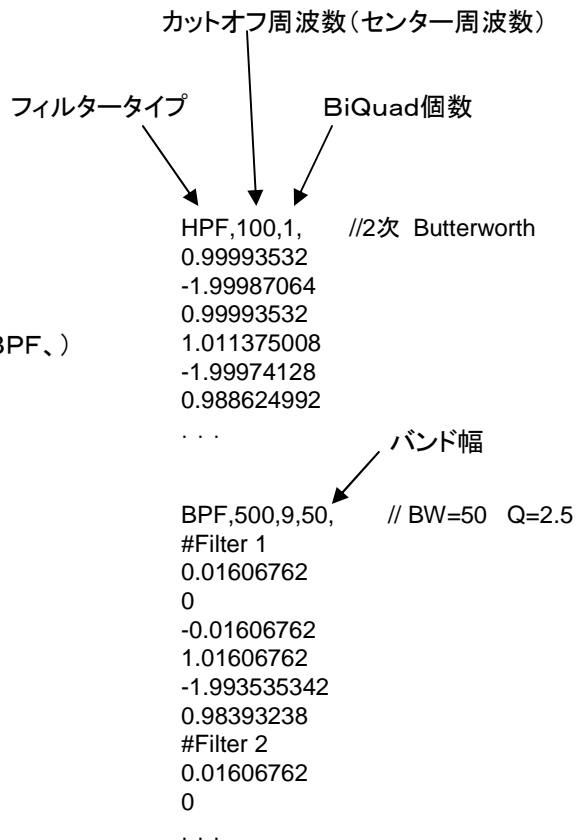 カットオフ周波数(センター周波数)
フィルタータイプ BiQuad個数
HPF,100,1, //2次 Butterworth
0.99993532
-1.99987064
0.99993532
PF、)
1.011375008
-1.99974128
0.988624992
. . .
バンド幅
BPF,500,9,50, // BW=50 Q=2.5
#Filter 1
0.01606762
0
-0.01606762
1.01606762
-1.993535342
0.98393238
#Filter 2
0.01606762
0
. . .